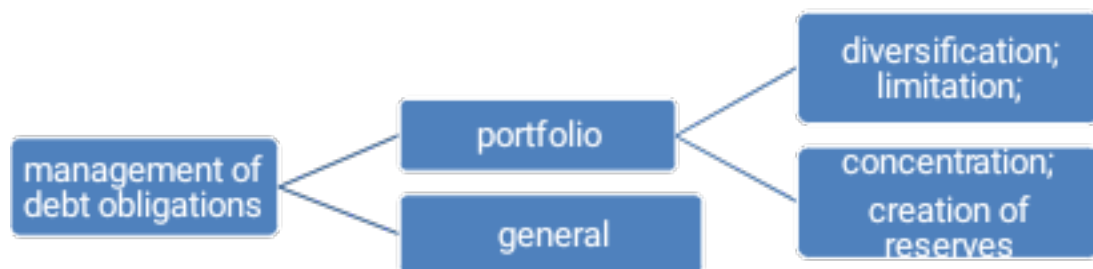 management of
debt obligations
portfolio
general
diversification;
limitation;
concentration;
creation of
reserves